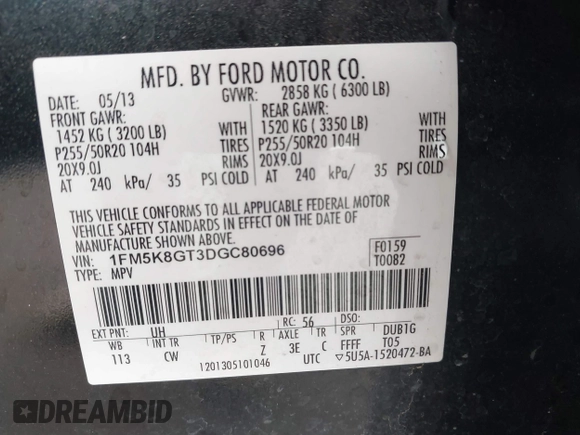 MFD. BY FORD MOTOR CO.
DATE: 05/13 GVWR: 2858 KG ( 6300 LB)
FRONT GAWR: REAR GAWR:
1452 KG ( 3200 LB) WITH 1520 KG ( 3350 LB) WITH
P255/50R20 104H TIRES P255/50R20 104H TIRES
20X9.0J RIMS 20X9.0J RIMS
AT 240 kPa/ 35 PSI COLD AT 240 kPa/ 35 PSI COLD
THIS VEHICLE CONFORMS TO ALL APPLICABLE FEDERAL MOTOR
VEHICLE SAFETY STANDARDS IN EFFECT ON THE DATE OF
MANUFACTURE SHOWN ABOVE.
VIN: 1FM5K8GT3DGC80696 F0159
TYPE: MPV T0082
EXT PNT: UH RC: 56 DSO:
WB INT TR TP/PS R AXLE TR SPR DUB1G
113 CW Z 3E C FFFF T05
1201305101046 UTC ▽5U5A-1520472-BA
DREAMBID